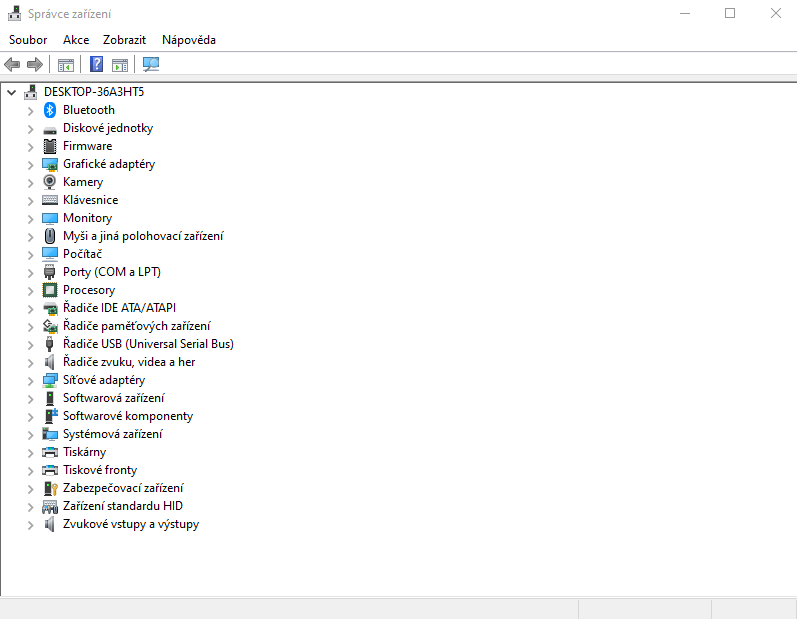 Správce zařízení
Soubor Akce Zobrazit Nápověda
DESKTOP-36A3HT5
Bluetooth
Diskové jednotky
Firmware
Grafické adaptéry
Kamery
Klávesnice
Monitory
Myši a jiná polohovací zařízení
Počítač
Porty (COM a LPT)
Procesory
Řadiče IDE ATA/ATAPI
Řadiče paměťových zařízení
Řadiče USB (Universal Serial Bus)
Řadiče zvuku, videa a her
Síťové adaptéry
Softwarová zařízení
Softwarové komponenty
Systémová zařízení
Tiskárny
Tiskové fronty
Zabezpečovací zařízení
Zařízení standardu HID
Zvukové vstupy a výstupy